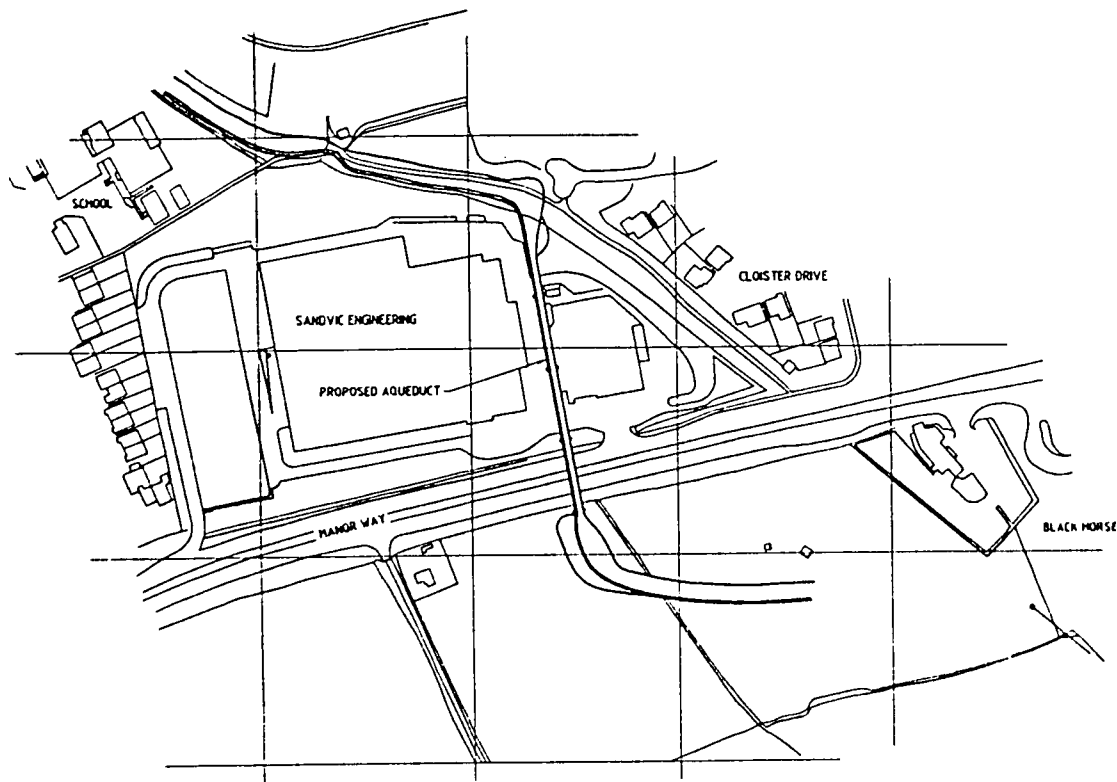 SCHOOL
CLOISTER DRIVE
SANDVIC ENGINEERING
PROPOSED AQUEDUCT
MANOR WAY
BLACK HORSE